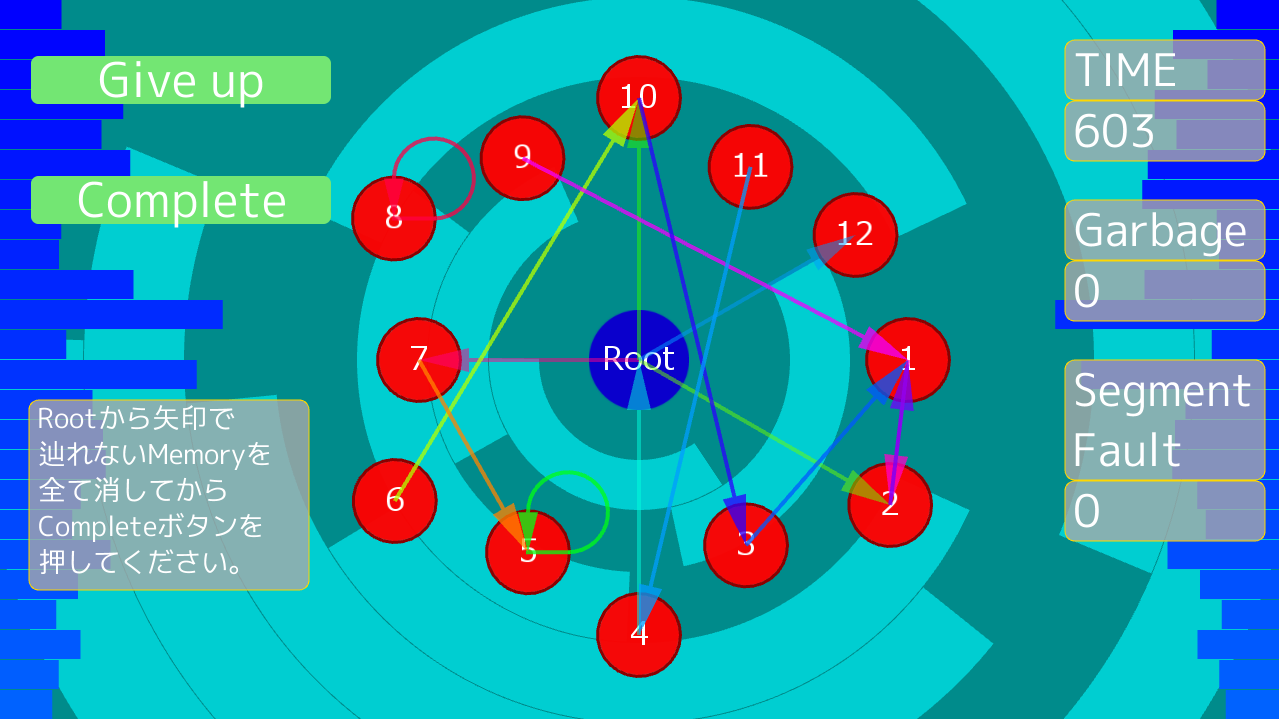 Give up
Complete
Rootから矢印で
辿れないMemoryを
全て消してから
Completeボタンを
押してください。
10
9
11
8
12
Root
7
1
6
2
5
3
4
TIME
603
Garbage
0
Segment
Fault
0